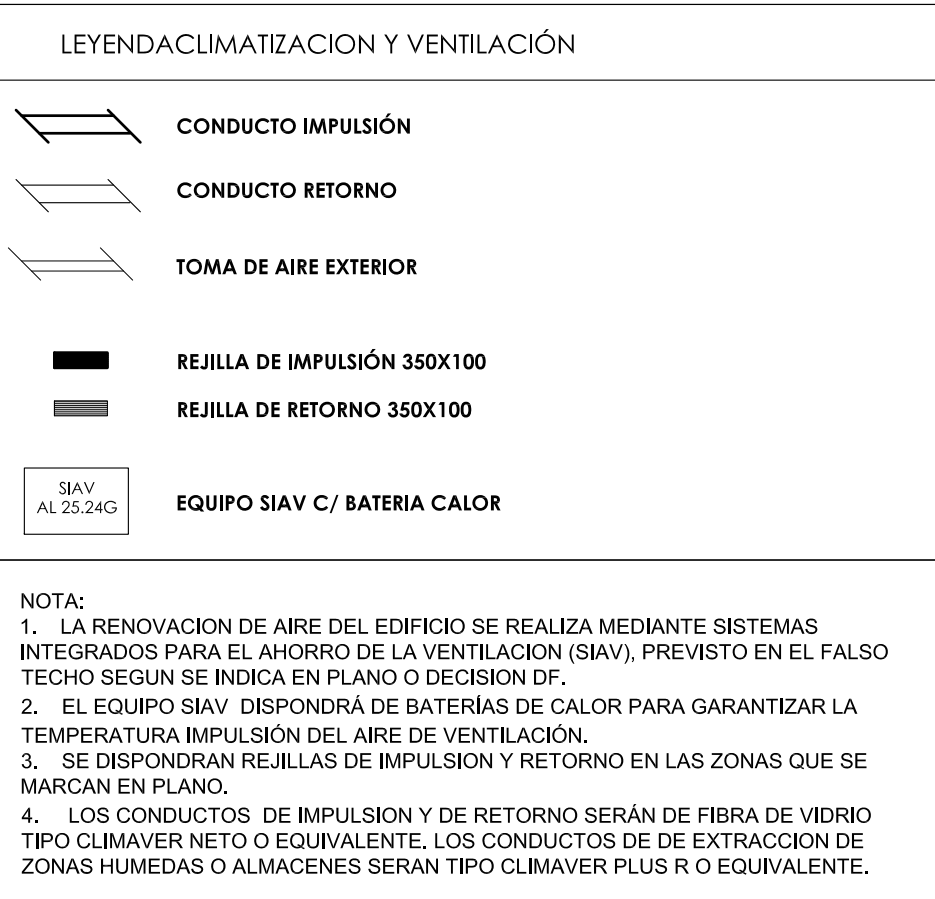 LEYENDACLIMATIZACION Y VENTILACIÓN
CONDUCTO IMPULSIÓN
CONDUCTO RETORNO
TOMA DE AIRE EXTERIOR
REJILLA DE IMPULSIÓN 350X100
REJILLA DE RETORNO 350X100
SIAV
AL 25.24G
EQUIPO SIAV C/ BATERIA CALOR
NOTA:
1. LA RENOVACION DE AIRE DEL EDIFICIO SE REALIZA MEDIANTE SISTEMAS
INTEGRADOS PARA EL AHORRO DE LA VENTILACION (SIAV), PREVISTO EN EL FALSO
TECHO SEGUN SE INDICA EN PLANO O DECISION DF.
2. EL EQUIPO SIAV DISPONDRÁ DE BATERÍAS DE CALOR PARA GARANTIZAR LA
TEMPERATURA IMPULSIÓN DEL AIRE DE VENTILACIÓN.
3. SE DISPONDRAN REJILLAS DE IMPULSION Y RETORNO EN LAS ZONAS QUE SE
MARCAN EN PLANO.
4. LOS CONDUCTOS DE IMPULSION Y DE RETORNO SERÁN DE FIBRA DE VIDRIO
TIPO CLIMAVER NETO O EQUIVALENTE. LOS CONDUCTOS DE DE EXTRACCION DE
ZONAS HUMEDAS O ALMACENES SERAN TIPO CLIMAVER PLUS R O EQUIVALENTE.